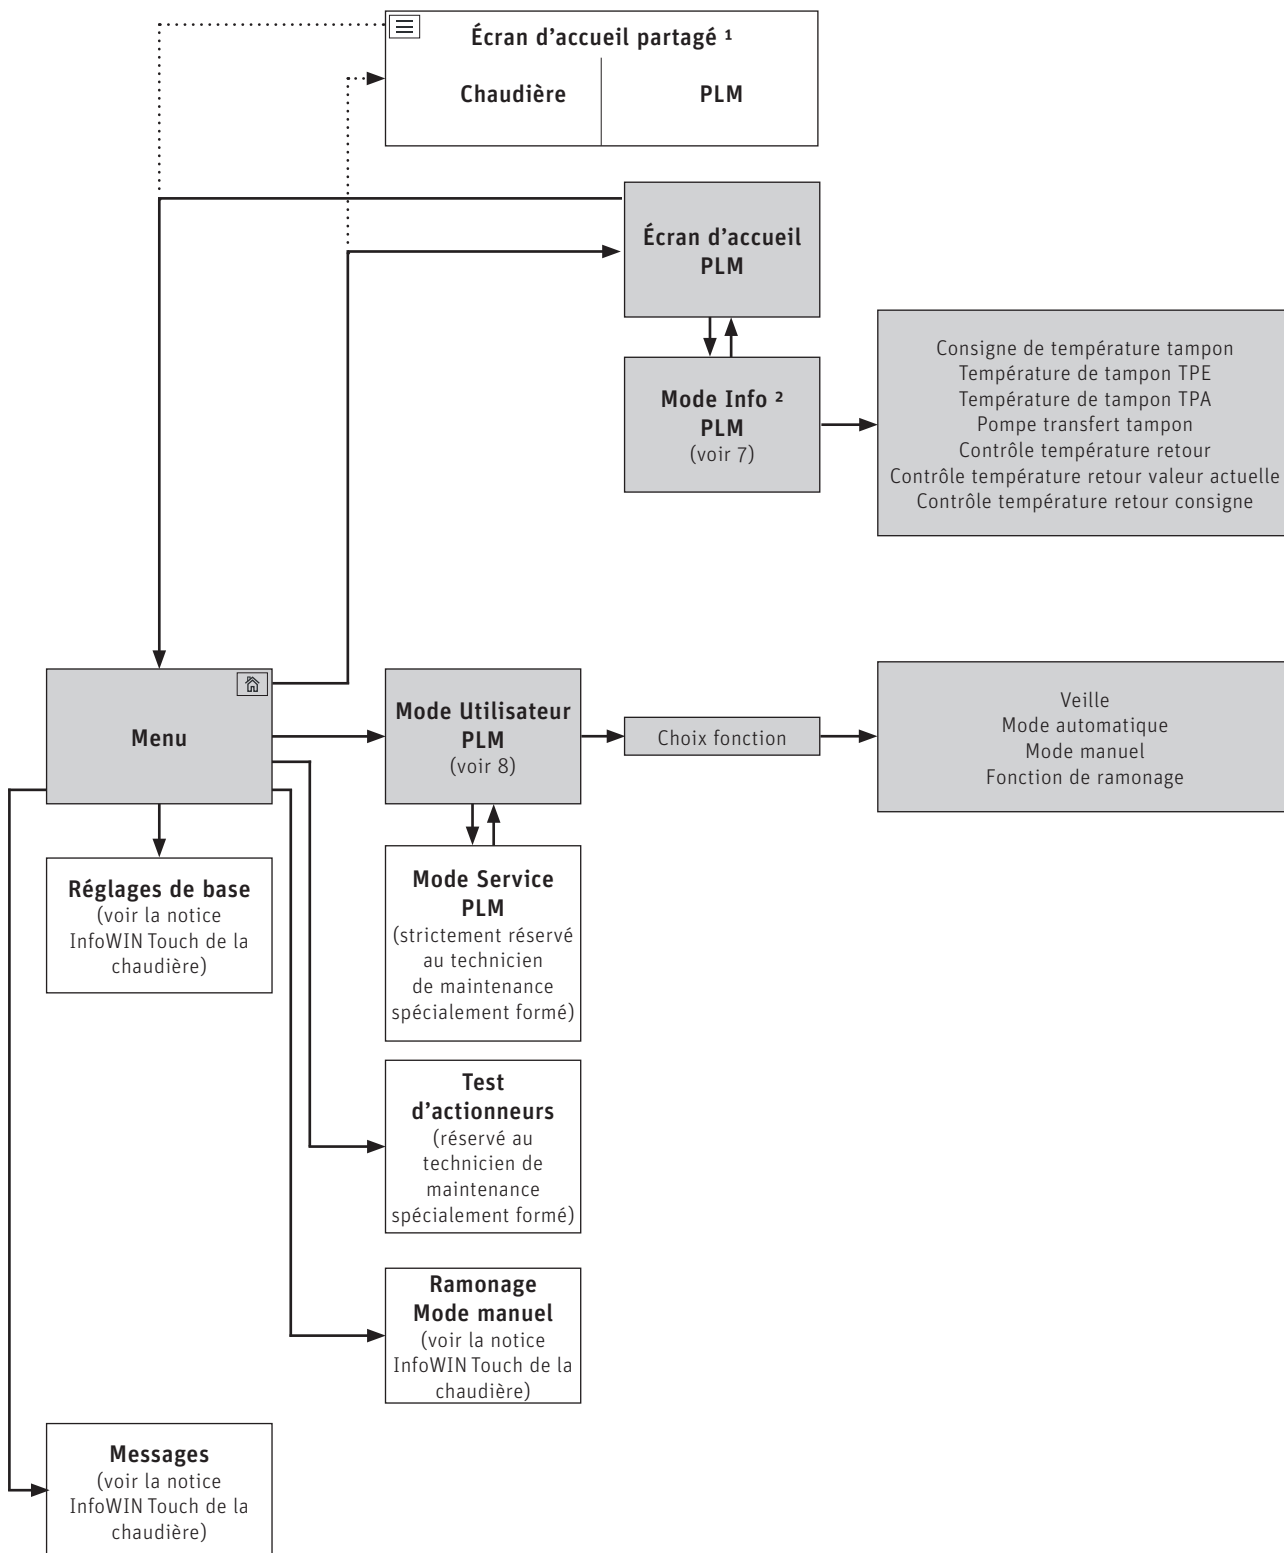 Écran d'accueil partagé ¹
Chaudière
PLM
Écran d'accueil
PLM
Mode Info ²
PLM
(voir 7)
Consigne de température tampon
Température de tampon TPE
Température de tampon TPA
Pompe transfert tampon
Contrôle température retour
Contrôle température retour valeur actuelle
Contrôle température retour consigne
Menu
Mode Utilisateur
PLM
(voir 8)
Choix fonction
Veille
Mode automatique
Mode manuel
Fonction de ramonage
Réglages de base
(voir la notice
InfoWIN Touch de la
chaudière)
Mode Service
PLM
(strictement réservé
au technicien
de maintenance
spécialement formé)
Test
d'actionneurs
(réservé au
technicien de
maintenance
spécialement formé)
Ramonage
Mode manuel
(voir la notice
InfoWIN Touch de la
chaudière)
Messages
(voir la notice
InfoWIN Touch de la
chaudière)